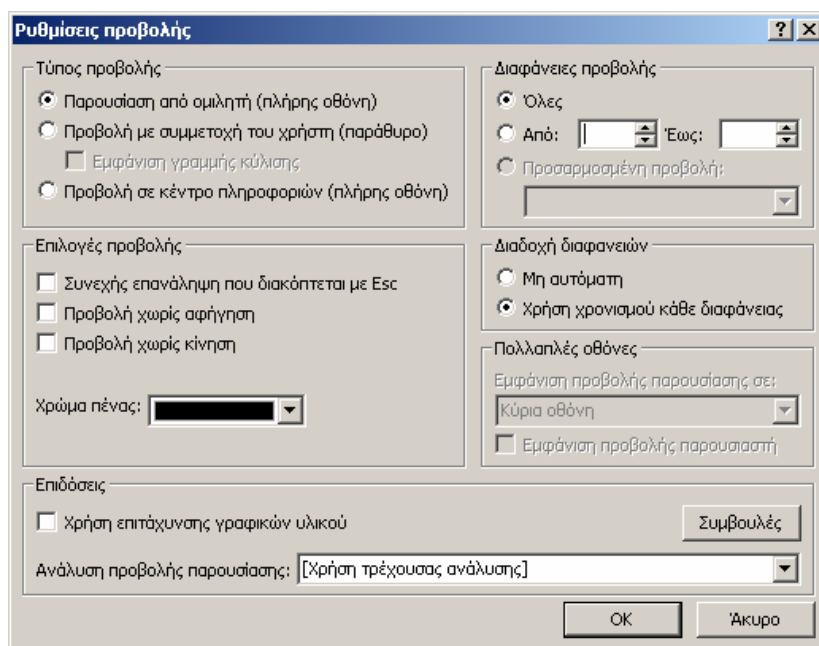 Ρυθμίσεις προβολής
Τύπος προβολής
Παρουσίαση από ομιλητή (πλήρης οθόνη)
Προβολή με συμμετοχή του χρήστη (παράθυρο)
Εμφάνιση γραμμής κύλισης
Προβολή σε κέντρο πληροφοριών (πλήρης οθόνη)
Διαφάνειες προβολής
Όλες
Από: Έως:
Προσαρμοσμένη προβολή:
Επιλογές προβολής
Συνεχής επανάληψη που διακόπτεται με Esc
Προβολή χωρίς αφήγηση
Προβολή χωρίς κίνηση
Χρώμα πένας:
Διαδοχή διαφανειών
Μη αυτόματη
Χρήση χρονισμού κάθε διαφάνειας
Πολλαπλές οθόνες
Εμφάνιση προβολής παρουσίασης σε:
Κύρια οθόνη
Εμφάνιση προβολής παρουσιαστή
Επιδόσεις
Χρήση επιτάχυνσης γραφικών υλικού
Συμβουλές
Ανάλυση προβολής παρουσίασης: [Χρήση τρέχουσας ανάλυσης]
OK
Άκυρο